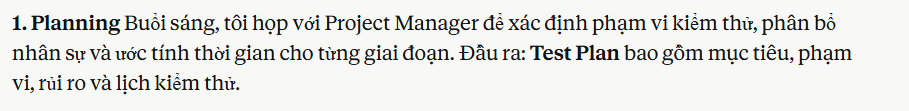 1. Planning Buổi sáng, tôi họp với Project Manager để xác định phạm vi kiểm thử, phân bổ
nhân sự và ước tính thời gian cho từng giai đoạn. Đầu ra: Test Plan bao gồm mục tiêu, phạm
vi, rủi ro và lịch kiểm thử.